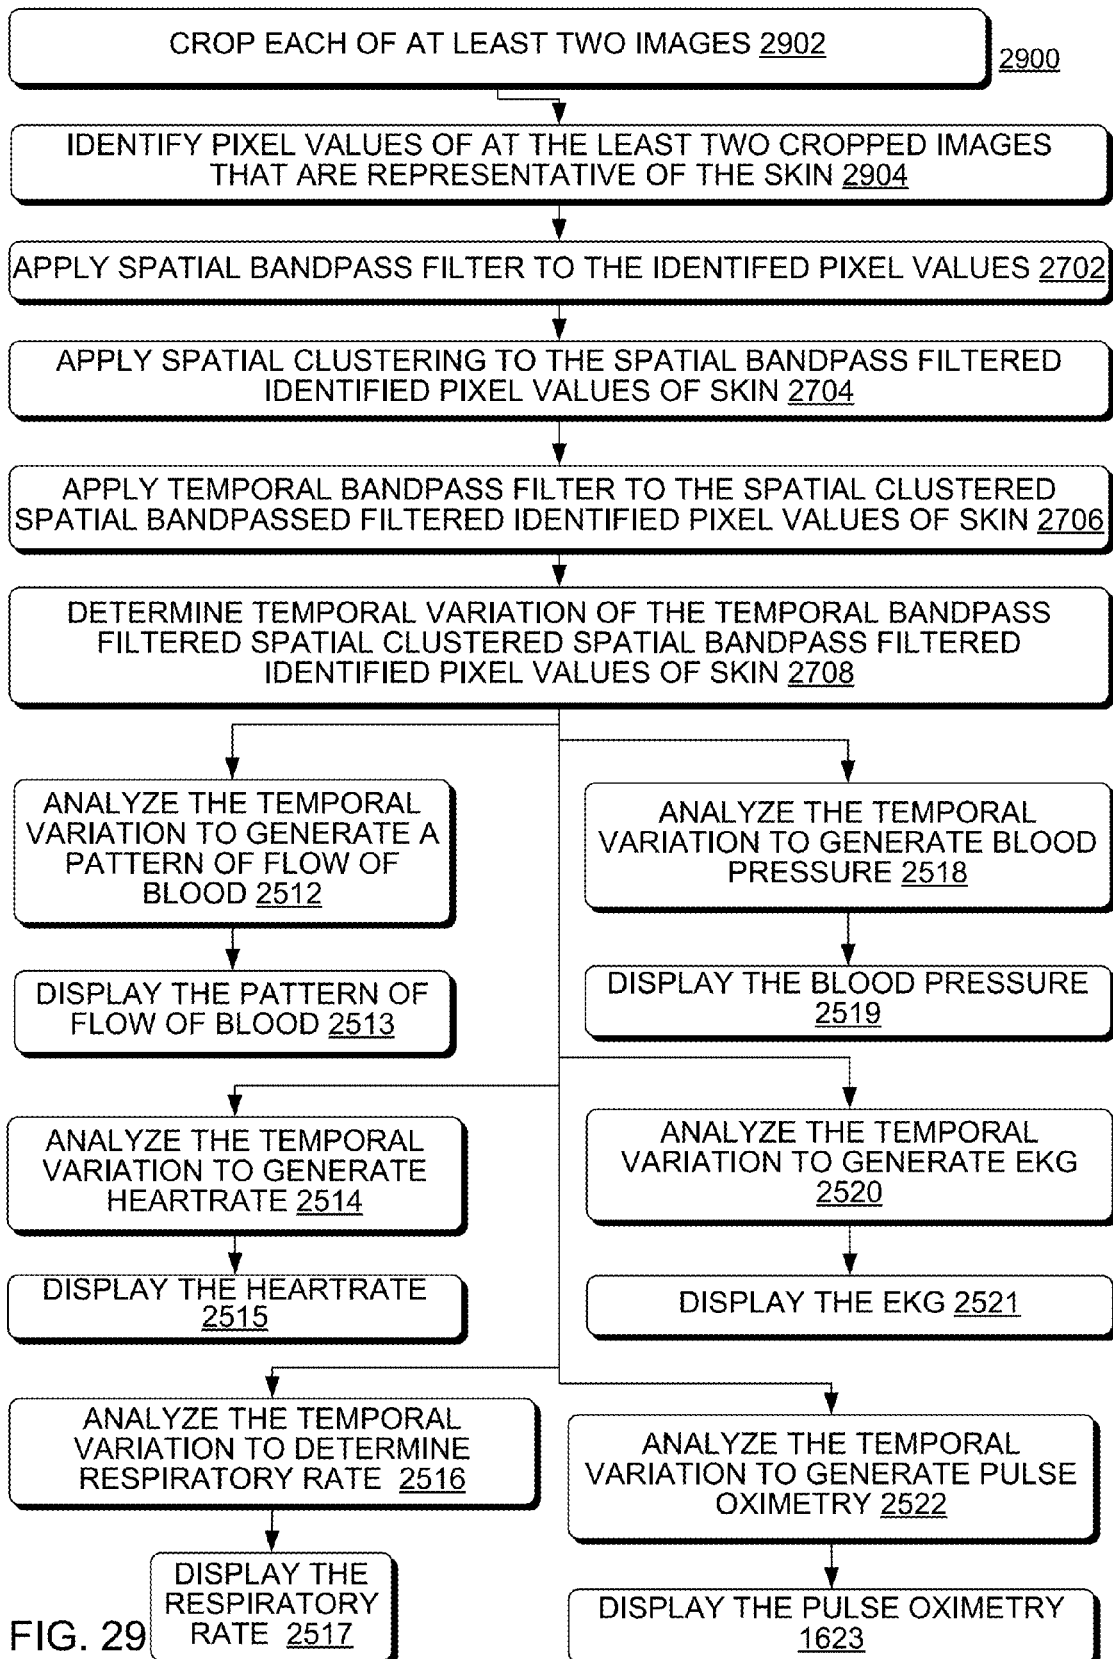 CROP EACH OF AT LEAST TWO IMAGES 2902
2900
IDENTIFY PIXEL VALUES OF AT THE LEAST TWO CROPPED IMAGES
THAT ARE REPRESENTATIVE OF THE SKIN 2904
APPLY SPATIAL BANDPASS FILTER TO THE IDENTIFED PIXEL VALUES 2702
APPLY SPATIAL CLUSTERING TO THE SPATIAL BANDPASS FILTERED
IDENTIFIED PIXEL VALUES OF SKIN 2704
APPLY TEMPORAL BANDPASS FILTER TO THE SPATIAL CLUSTERED
SPATIAL BANDPASSED FILTERED IDENTIFIED PIXEL VALUES OF SKIN 2706
DETERMINE TEMPORAL VARIATION OF THE TEMPORAL BANDPASS
FILTERED SPATIAL CLUSTERED SPATIAL BANDPASS FILTERED
IDENTIFIED PIXEL VALUES OF SKIN 2708
ANALYZE THE TEMPORAL
VARIATION TO GENERATE A
PATTERN OF FLOW OF
BLOOD 2512
ANALYZE THE TEMPORAL
VARIATION TO GENERATE BLOOD
PRESSURE 2518
DISPLAY THE PATTERN OF
FLOW OF BLOOD 2513
DISPLAY THE BLOOD PRESSURE
2519
ANALYZE THE TEMPORAL
VARIATION TO GENERATE
HEARTRATE 2514
ANALYZE THE TEMPORAL
VARIATION TO GENERATE EKG
2520
DISPLAY THE HEARTRATE
2515
DISPLAY THE EKG 2521
ANALYZE THE TEMPORAL
VARIATION TO DETERMINE
RESPIRATORY RATE 2516
ANALYZE THE TEMPORAL
VARIATION TO GENERATE PULSE
OXIMETRY 2522
DISPLAY THE
RESPIRATORY
RATE 2517
DISPLAY THE PULSE OXIMETRY
1623
FIG. 29